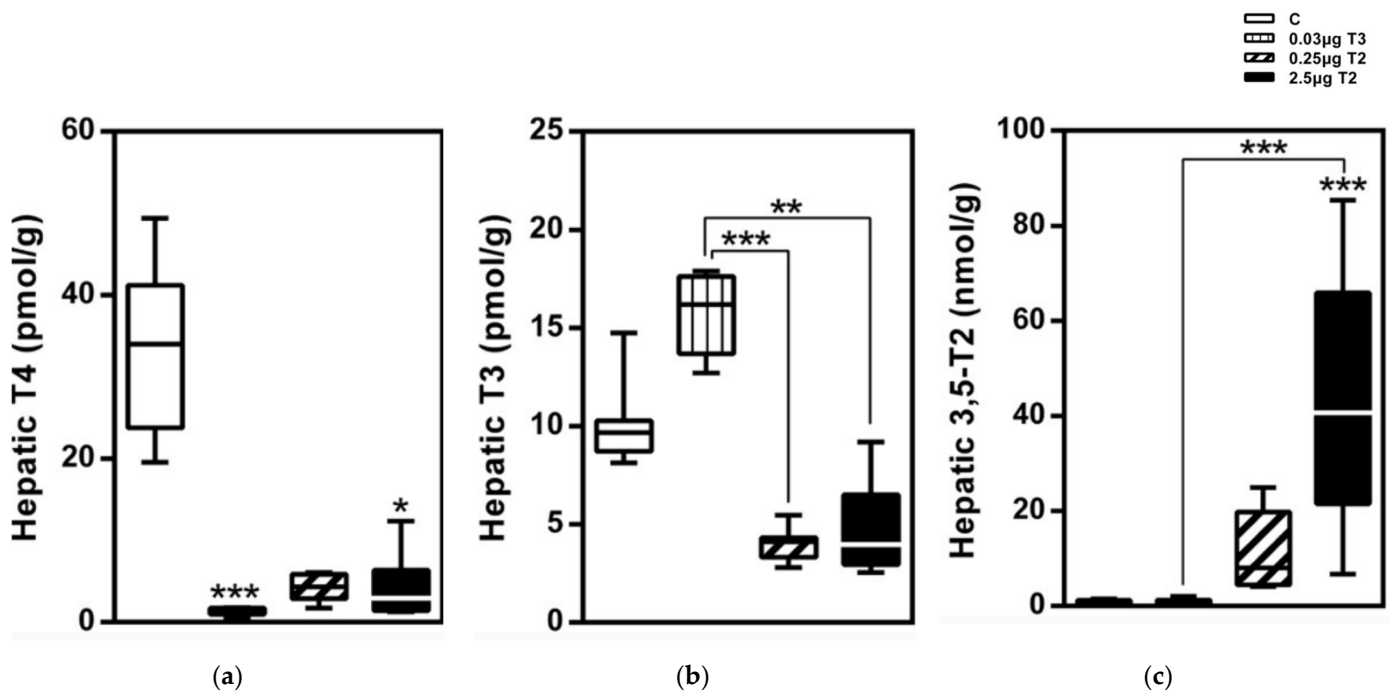 C
0.03µg T3
0.25µg T2
2.5µg T2
Hepatic T4 (pmol/g)
60
40
20
0
***
*
(a)
Hepatic T3 (pmol/g)
25
20
15
10
5
0
**
***
(b)
Hepatic 3,5-T2 (nmol/g)
100
80
60
40
20
0
***
***
(c)